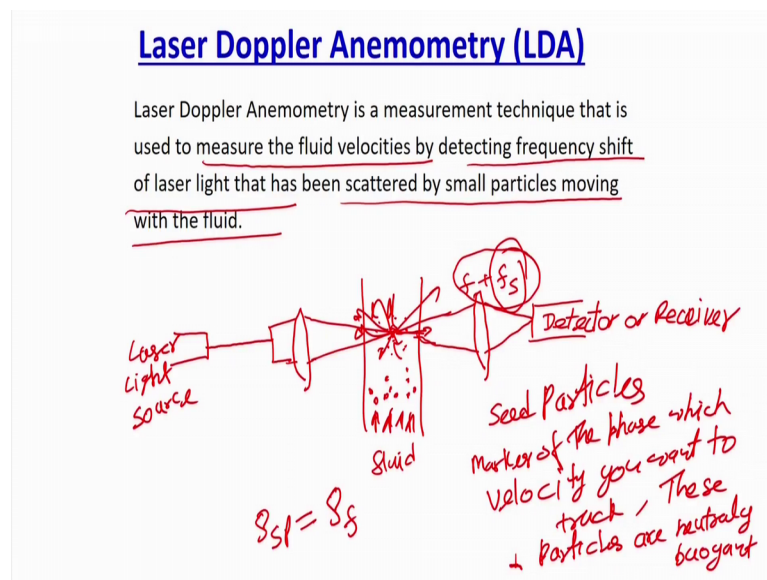 Laser Doppler Anemometry (LDA)
Laser Doppler Anemometry is a measurement technique that is
used to measure the fluid velocities by detecting frequency shift
of laser light that has been scattered by small particles moving
with the fluid.
f+fs
Detector or Receiver
Laser
Light
source
fluid
Seed Particles
Marker of the phase which
velocity you want to
track, These
Particles are neutraly
buoyant
ρsp = ρf